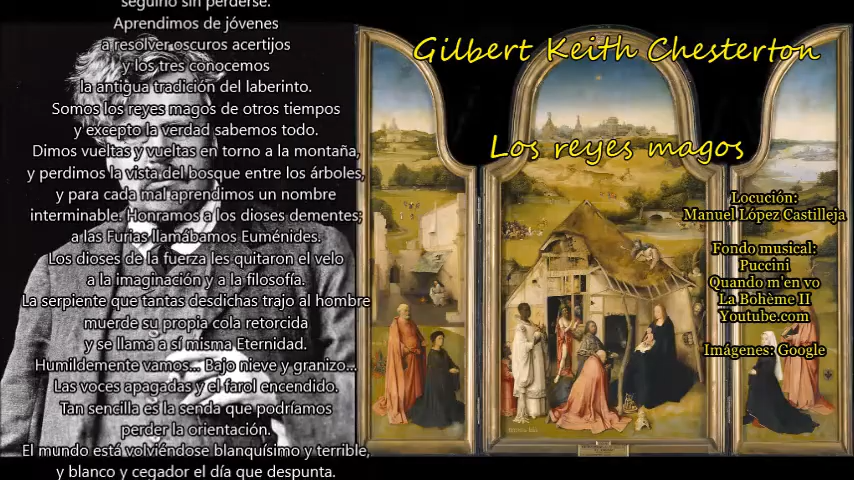 seguirlo sin perderse.
Aprendimos de jóvenes
a resolver oscuros acertijos
y los tres conocemos
la antigua tradición del laberinto.
Somos los reyes magos de otros tiempos
y excepto la verdad sabemos todo.
Dimos vueltas y vueltas en torno a la montaña,
y perdimos la vista del bosque entre los árboles,
y para cada mal aprendimos un nombre
interminable. Honramos a los dioses dementes;
a las Furias llamábamos Euménides.
Los dioses de la fuerza les quitaron el velo
a la imaginación y a la filosofía.
La serpiente que tantas desdichas trajo al hombre
muerde su propia cola retorcida
y se llama a sí misma Eternidad.
Humildemente vamos... Bajo nieve y granizo...
Las voces apagadas y el farol encendido.
Tan sencilla es la senda que podríamos
perder la orientación.
El mundo está volviéndose blanquísimo y terrible,
y blanco y cegador el día que despunta.
Gilbert Keith Chesterton
Los reyes magos
Locución:
Manuel López Castilleja
Fondo musical:
Puccini
Quando m'en vo
La Bohème II
Youtube.com
Imágenes: Google